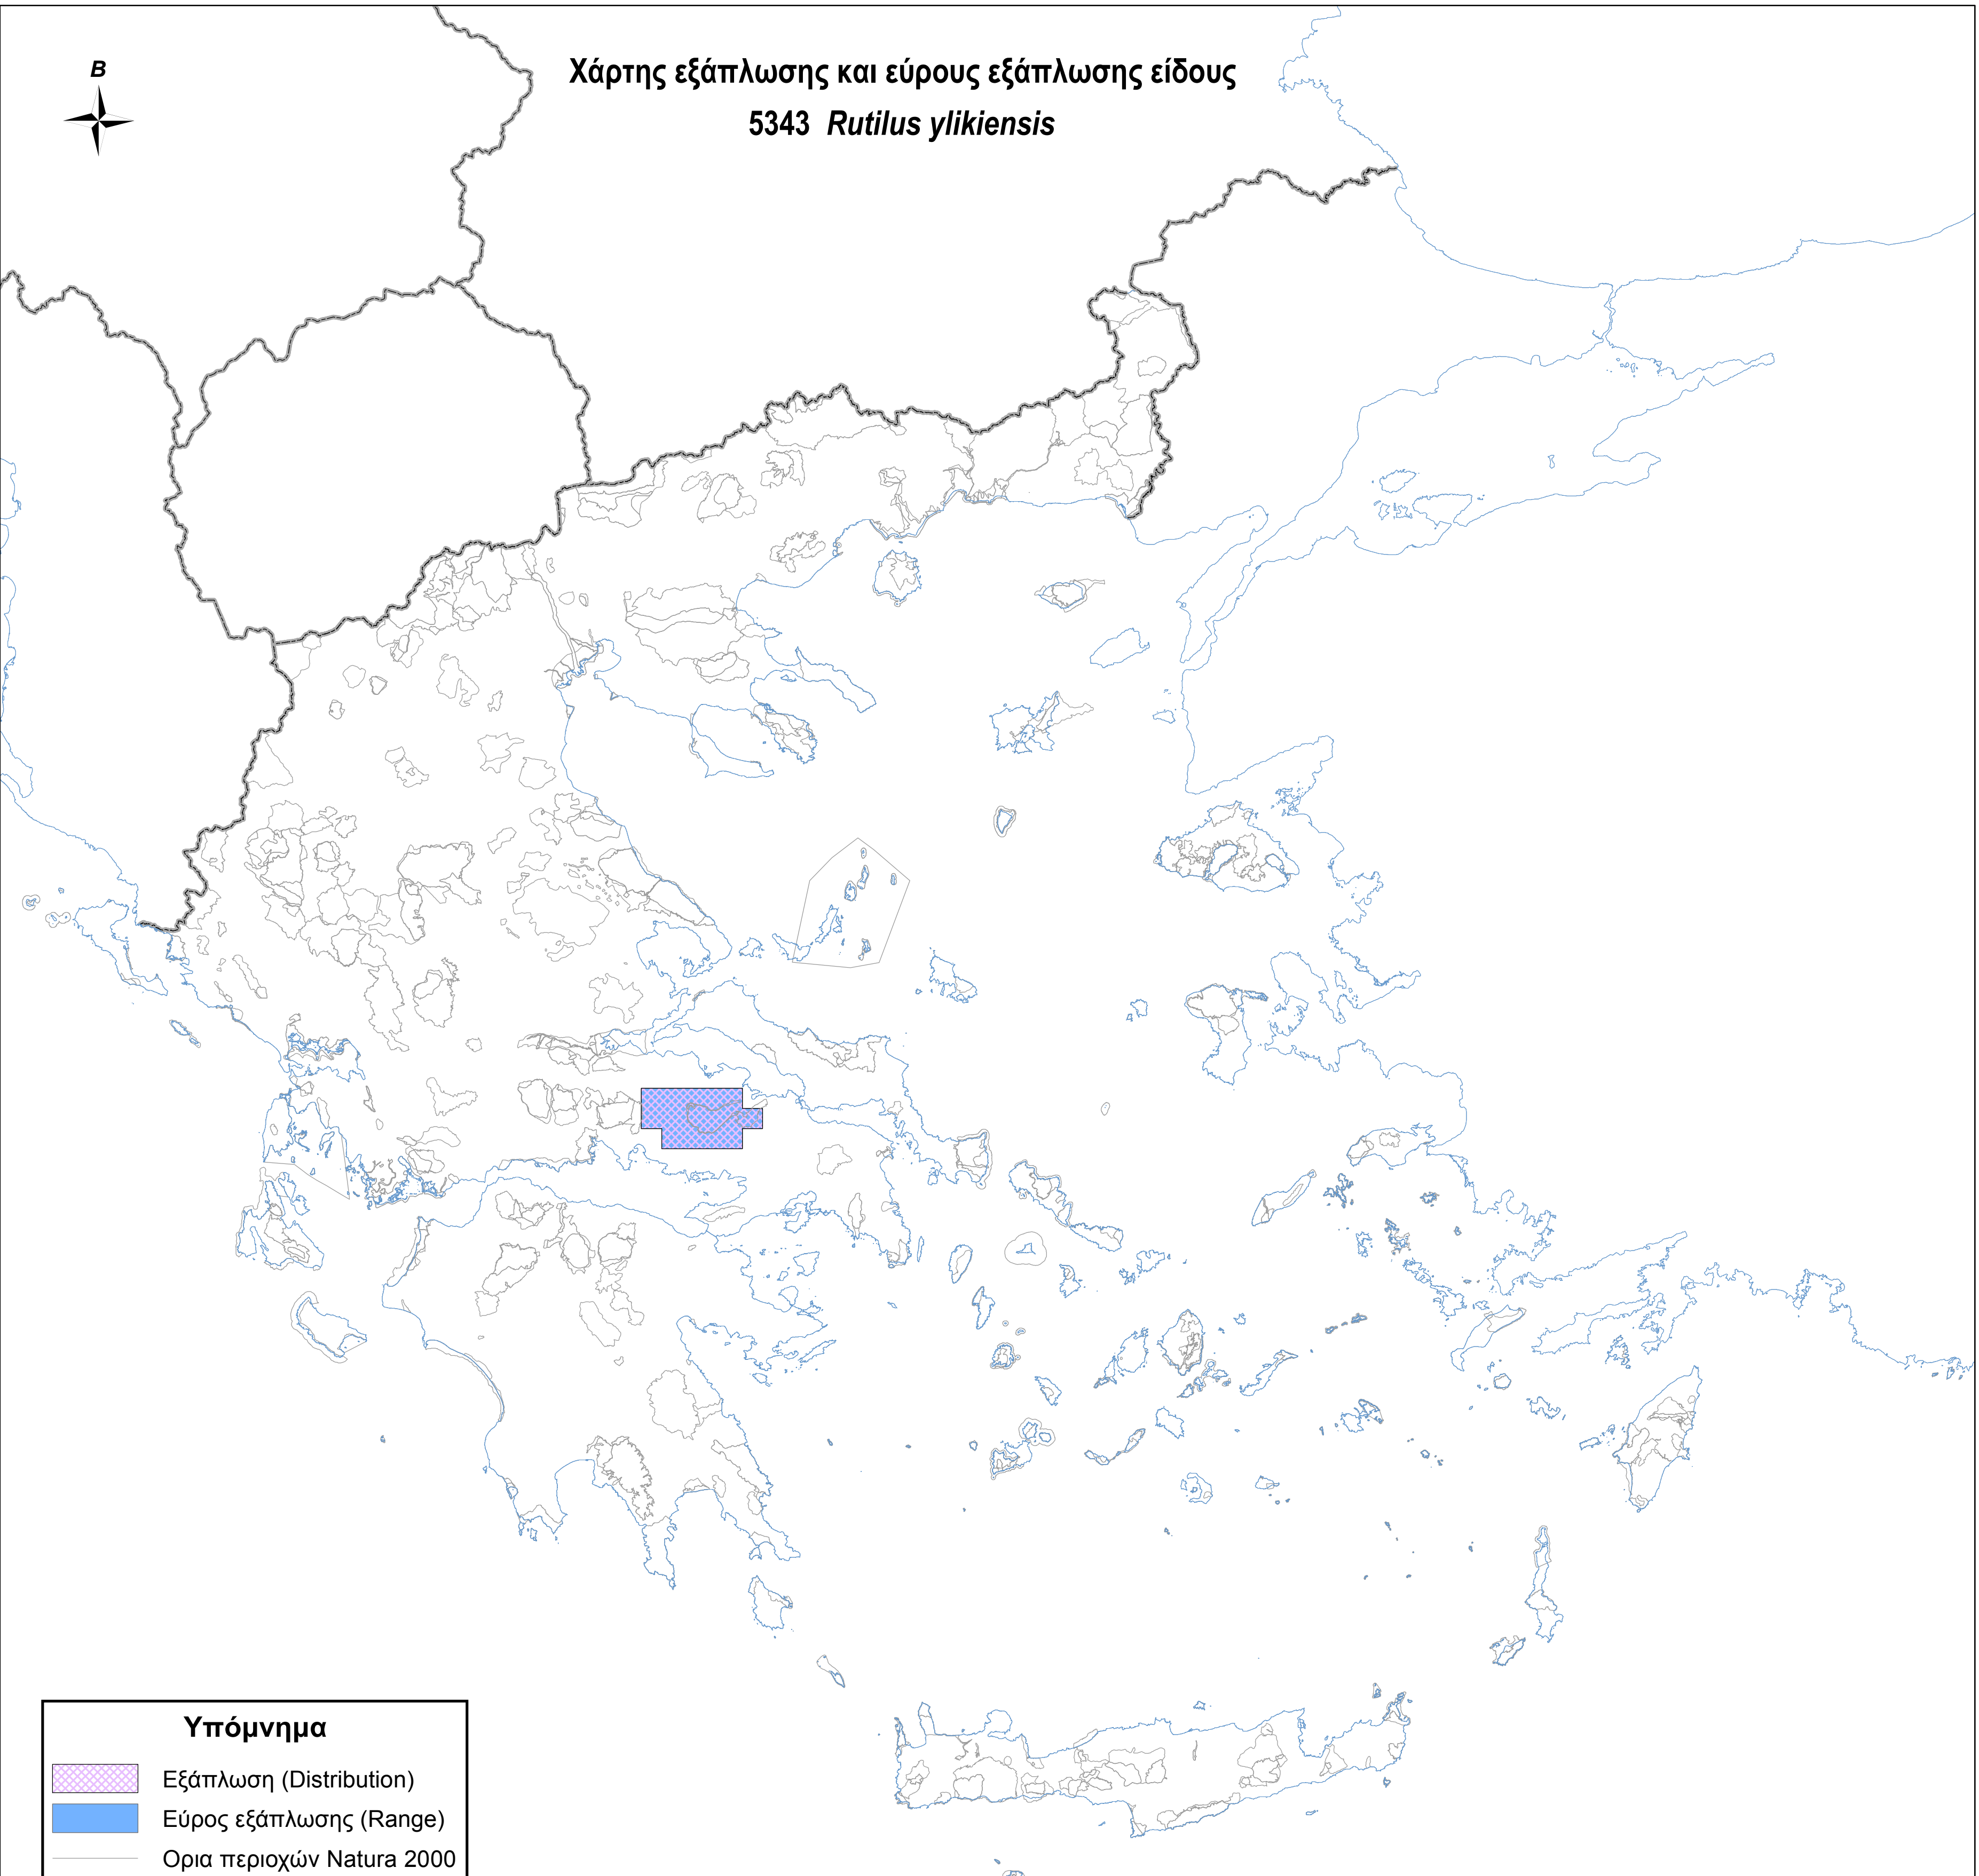 Χάρτης εξάπλωσης και εύρους εξάπλωσης είδους
5343 Rutilus ylikiensis
B
Υπόμνημα
Εξάπλωση (Distribution)
Εύρος εξάπλωσης (Range)
Ορια περιοχών Natura 2000